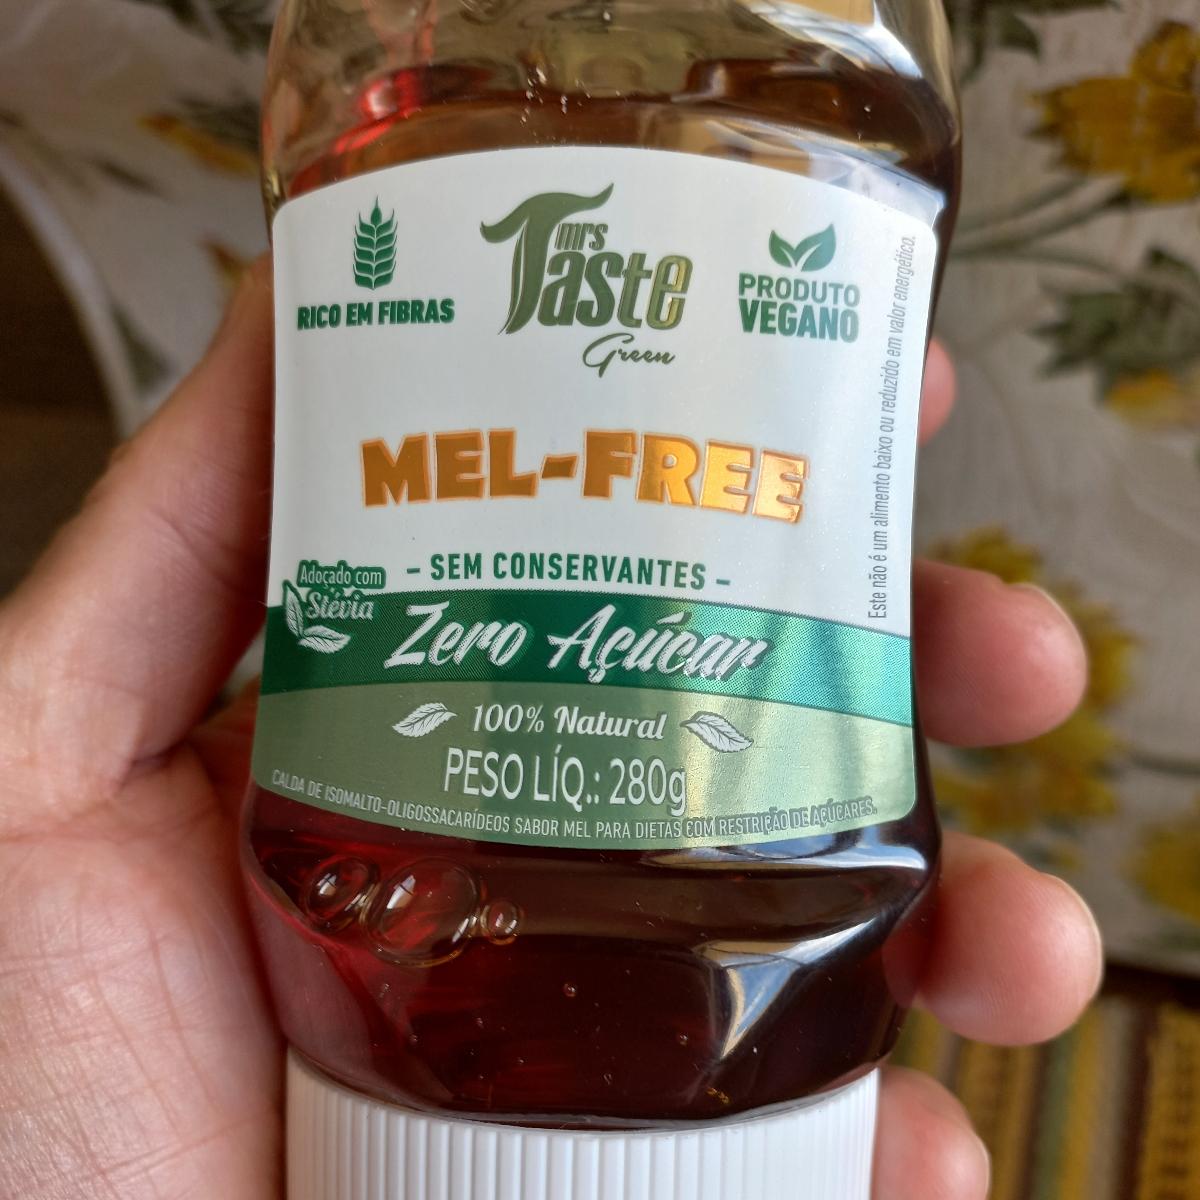 RICO EM FIBRAS
mrs
Taste
Green
PRODUTO
VEGANO
MEL-FREE
- SEM CONSERVANTES -
Adoçado com
Stévia
Zero Açúcar
100% Natural
PESO LÍQ.: 280g
CALDA DE ISOMALTO-OLIGOSSACARÍDEOS SABOR MEL PARA DIETAS COM RESTRIÇÃO DE AÇÚCARES.
Este não é um alimento baixo ou reduzido em valor energético.